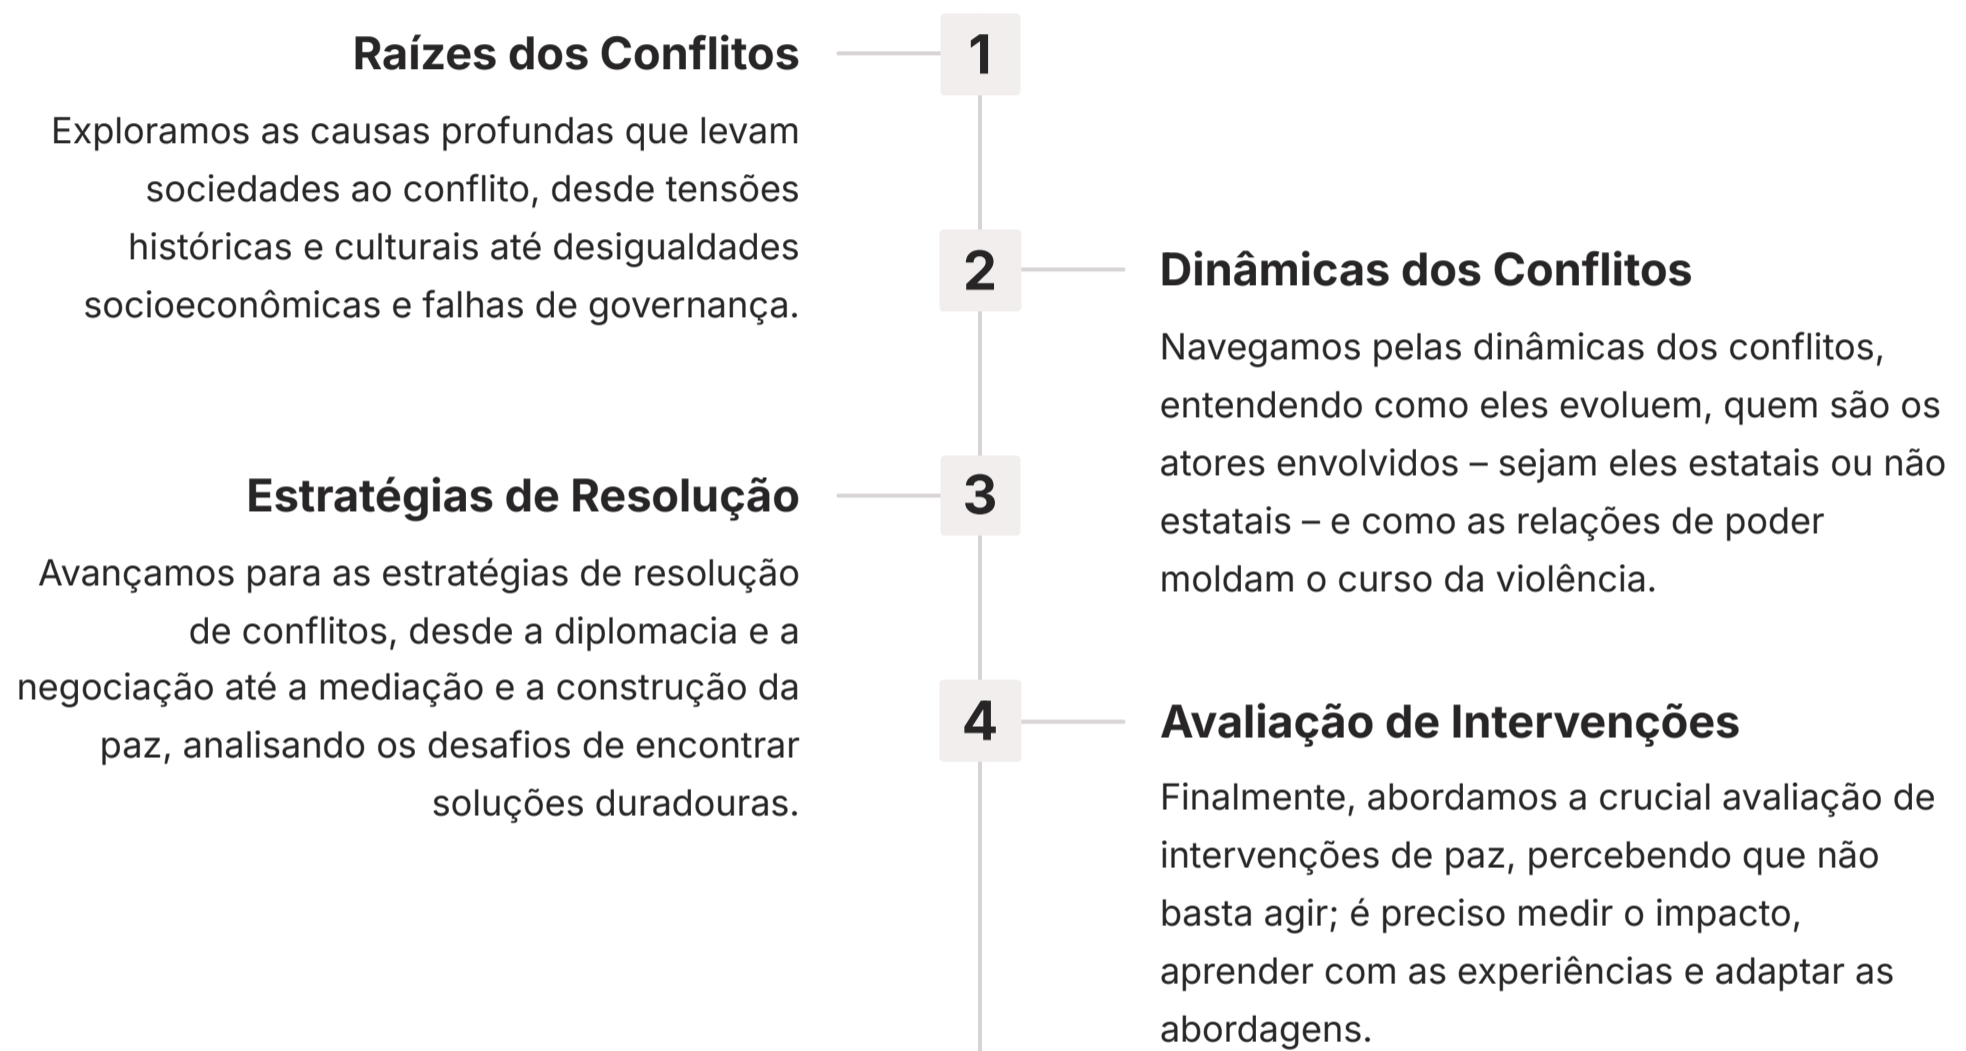 Raízes dos Conflitos
1
Exploramos as causas profundas que levam
sociedades ao conflito, desde tensões
históricas e culturais até desigualdades
socioeconômicas e falhas de governança.
2
Dinâmicas dos Conflitos
Navegamos pelas dinâmicas dos conflitos,
entendendo como eles evoluem, quem são os
atores envolvidos – sejam eles estatais ou não
estatais – e como as relações de poder
moldam o curso da violência.
Estratégias de Resolução
3
Avançamos para as estratégias de resolução
de conflitos, desde a diplomacia e a
negociação até a mediação e a construção da
paz, analisando os desafios de encontrar
soluções duradouras.
4
Avaliação de Intervenções
Finalmente, abordamos a crucial avaliação de
intervenções de paz, percebendo que não
basta agir; é preciso medir o impacto,
aprender com as experiências e adaptar as
abordagens.